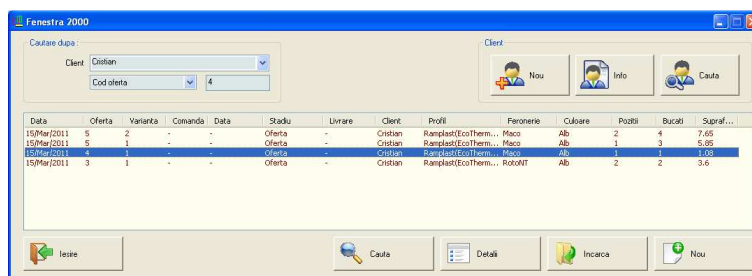 Fenestra 2000
Cautare dupa :
Client Cristian
Cod oferta 4
Client
Nou Info Cauta
Data Oferta Varianta Comanda Data Stadiu Livrare Client Profil Feronerie Culoare Pozitii Bucati Supraf...
15/Mar/2011 5 2 - - Oferta - Cristian Ramplast(EcoTherm... Maco Alb 2 4 7.65
15/Mar/2011 5 1 - - Oferta - Cristian Ramplast(EcoTherm... Maco Alb 1 3 5.85
15/Mar/2011 4 1 - - Oferta - Cristian Ramplast(EcoTherm... Maco Alb 1 1 1.08
15/Mar/2011 3 1 - - Oferta - Cristian Ramplast(EcoTherm... RotoNT Alb 2 2 3.6
Iesire Cauta Detalii Incarca Nou